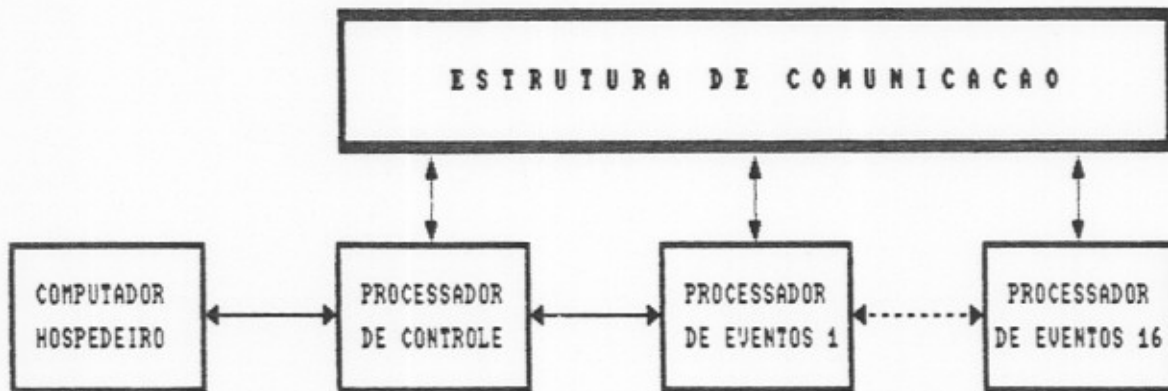 ESTRUTURA DE COMUNICACAO
COMPUTADOR
HOSPEDEIRO
PROCESSADOR
DE CONTROLE
PROCESSADOR
DE EVENTOS 1
PROCESSADOR
DE EVENTOS 16